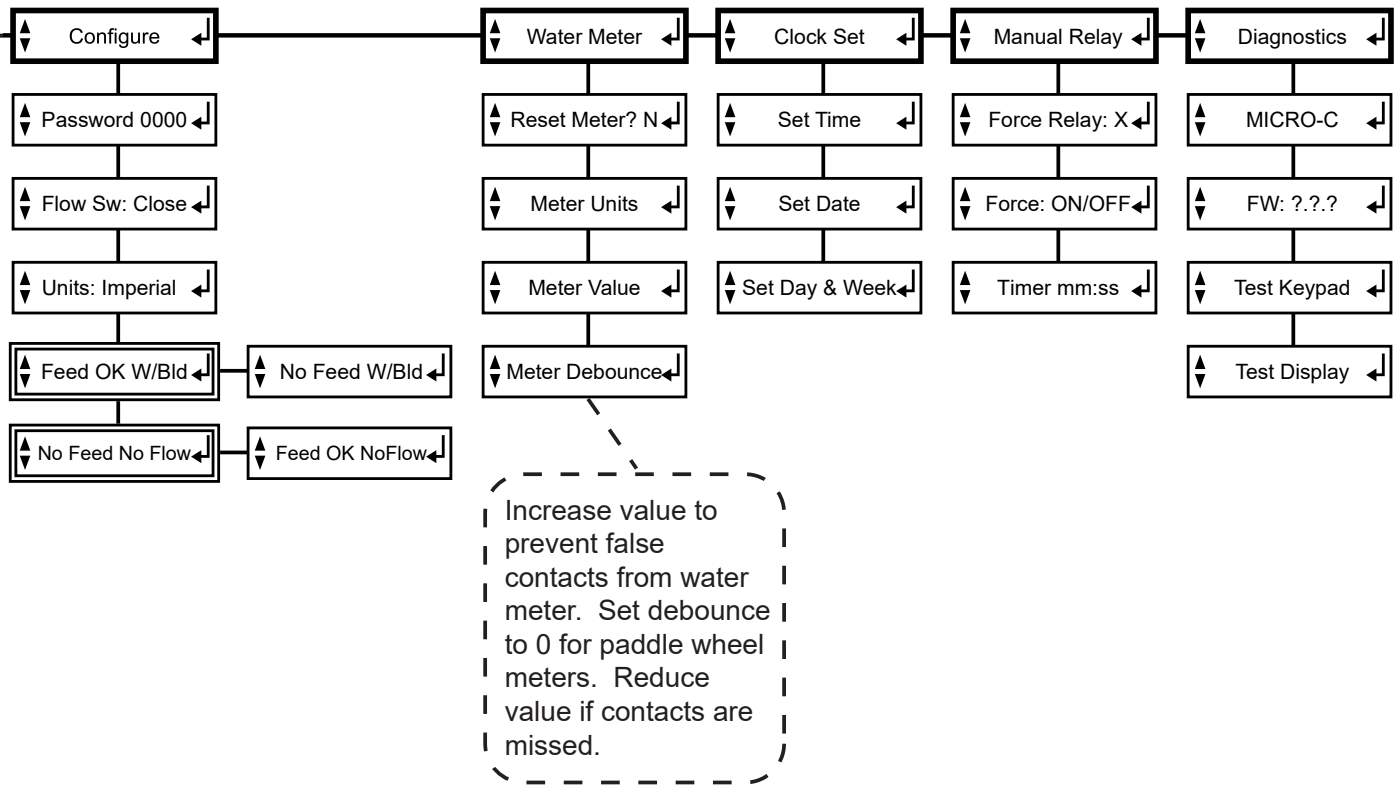 Configure
Water Meter
Clock Set
Manual Relay
Diagnostics
Password 0000
Reset Meter? N
Set Time
Force Relay: X
MICRO-C
Flow Sw: Close
Meter Units
Set Date
Force: ON/OFF
FW: ?.?.?
Units: Imperial
Meter Value
Set Day & Week
Timer mm:ss
Test Keypad
Feed OK W/Bld
No Feed W/Bld
Meter Debounce
Test Display
No Feed No Flow
Feed OK NoFlow
Increase value to
prevent false
contacts from water
meter.  Set debounce
to 0 for paddle wheel
meters.  Reduce
value if contacts are
missed.